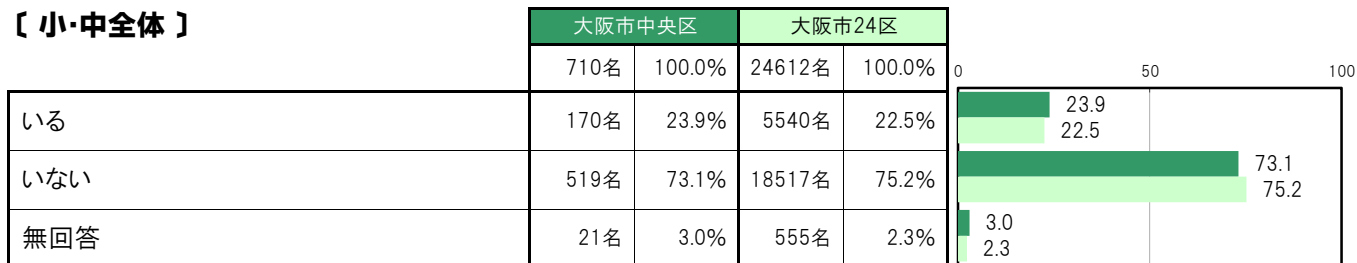 〔 小・中全体 〕
大阪市中央区 大阪市24区
710名 100.0% 24612名 100.0%
0 50 100
いる 170名 23.9% 5540名 22.5%
23.9
22.5
いない 519名 73.1% 18517名 75.2%
73.1
75.2
無回答 21名 3.0% 555名 2.3%
3.0
2.3